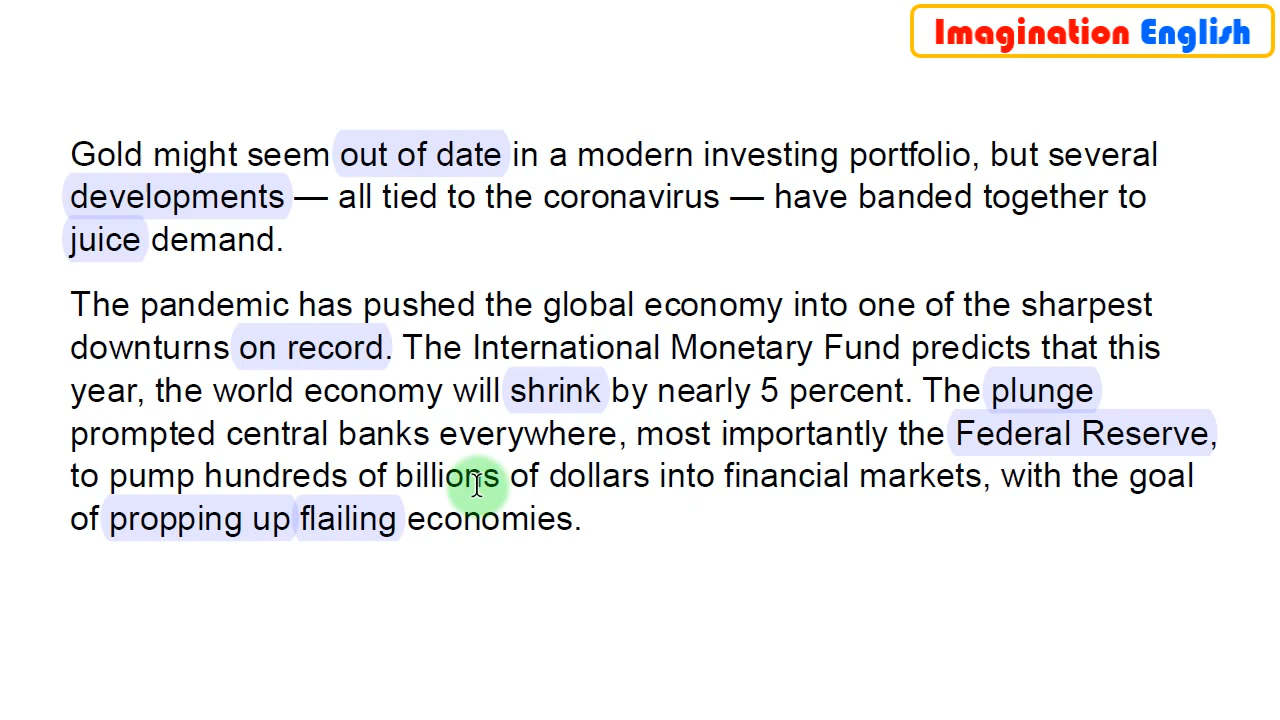 Imagination English
Gold might seem out of date in a modern investing portfolio, but several
developments — all tied to the coronavirus — have banded together to
juice demand.
The pandemic has pushed the global economy into one of the sharpest
downturns on record. The International Monetary Fund predicts that this
year, the world economy will shrink by nearly 5 percent. The plunge
prompted central banks everywhere, most importantly the Federal Reserve,
to pump hundreds of billions of dollars into financial markets, with the goal
of propping up flailing economies.